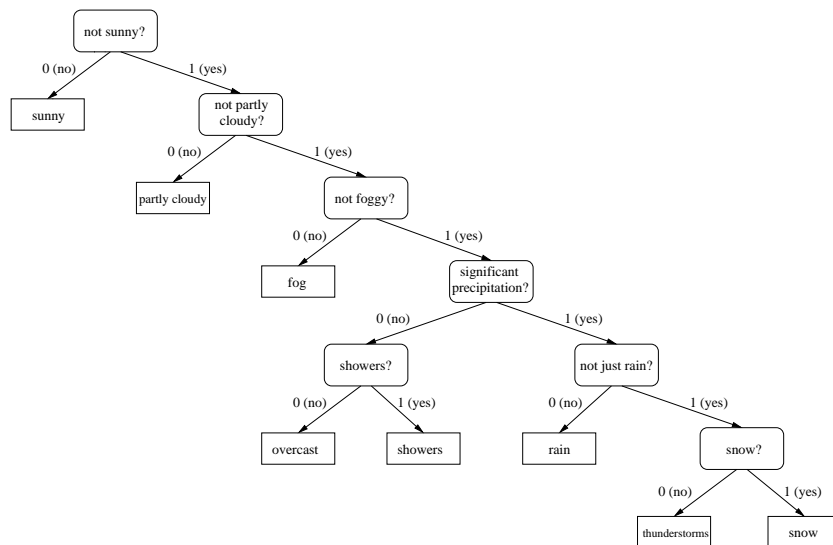 not sunny?
0 (no)
1 (yes)
sunny
not partly
cloudy?
0 (no)
1 (yes)
partly cloudy
not foggy?
0 (no)
1 (yes)
fog
significant
precipitation?
0 (no)
1 (yes)
showers?
not just rain?
0 (no)
1 (yes)
0 (no)
1 (yes)
overcast
showers
rain
snow?
0 (no)
1 (yes)
thunderstorms
snow